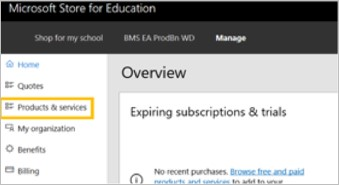 Microsoft Store for Education
Shop for my school BMS EA ProdBn WD Manage
Home
Quotes
Products & services
My organization
Benefits
Billing
Overview
Expiring subscriptions & trials
No recent purchases. Browse free and paid
products and services to add to your